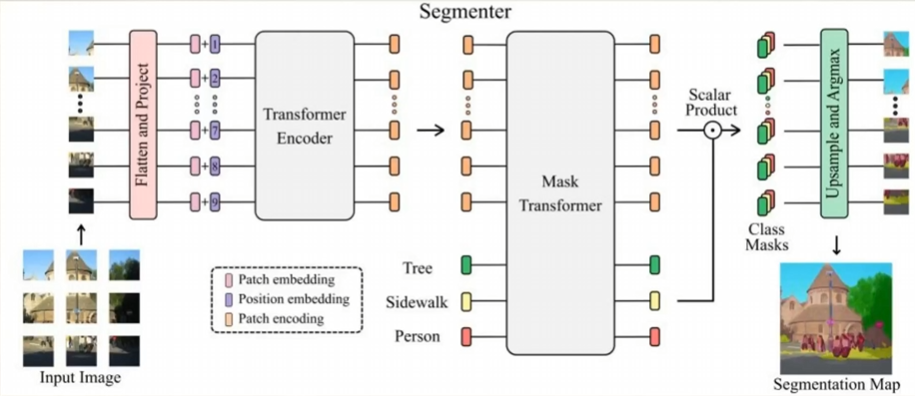 Segmenter
Flatten and Project
+1
+2
+7
+8
+9
Transformer
Encoder
Mask
Transformer
Scalar
Product
Class
Masks
Upsample and Argmax
Tree
Sidewalk
Person
Patch embedding
Position embedding
Patch encoding
Input Image
Segmentation Map